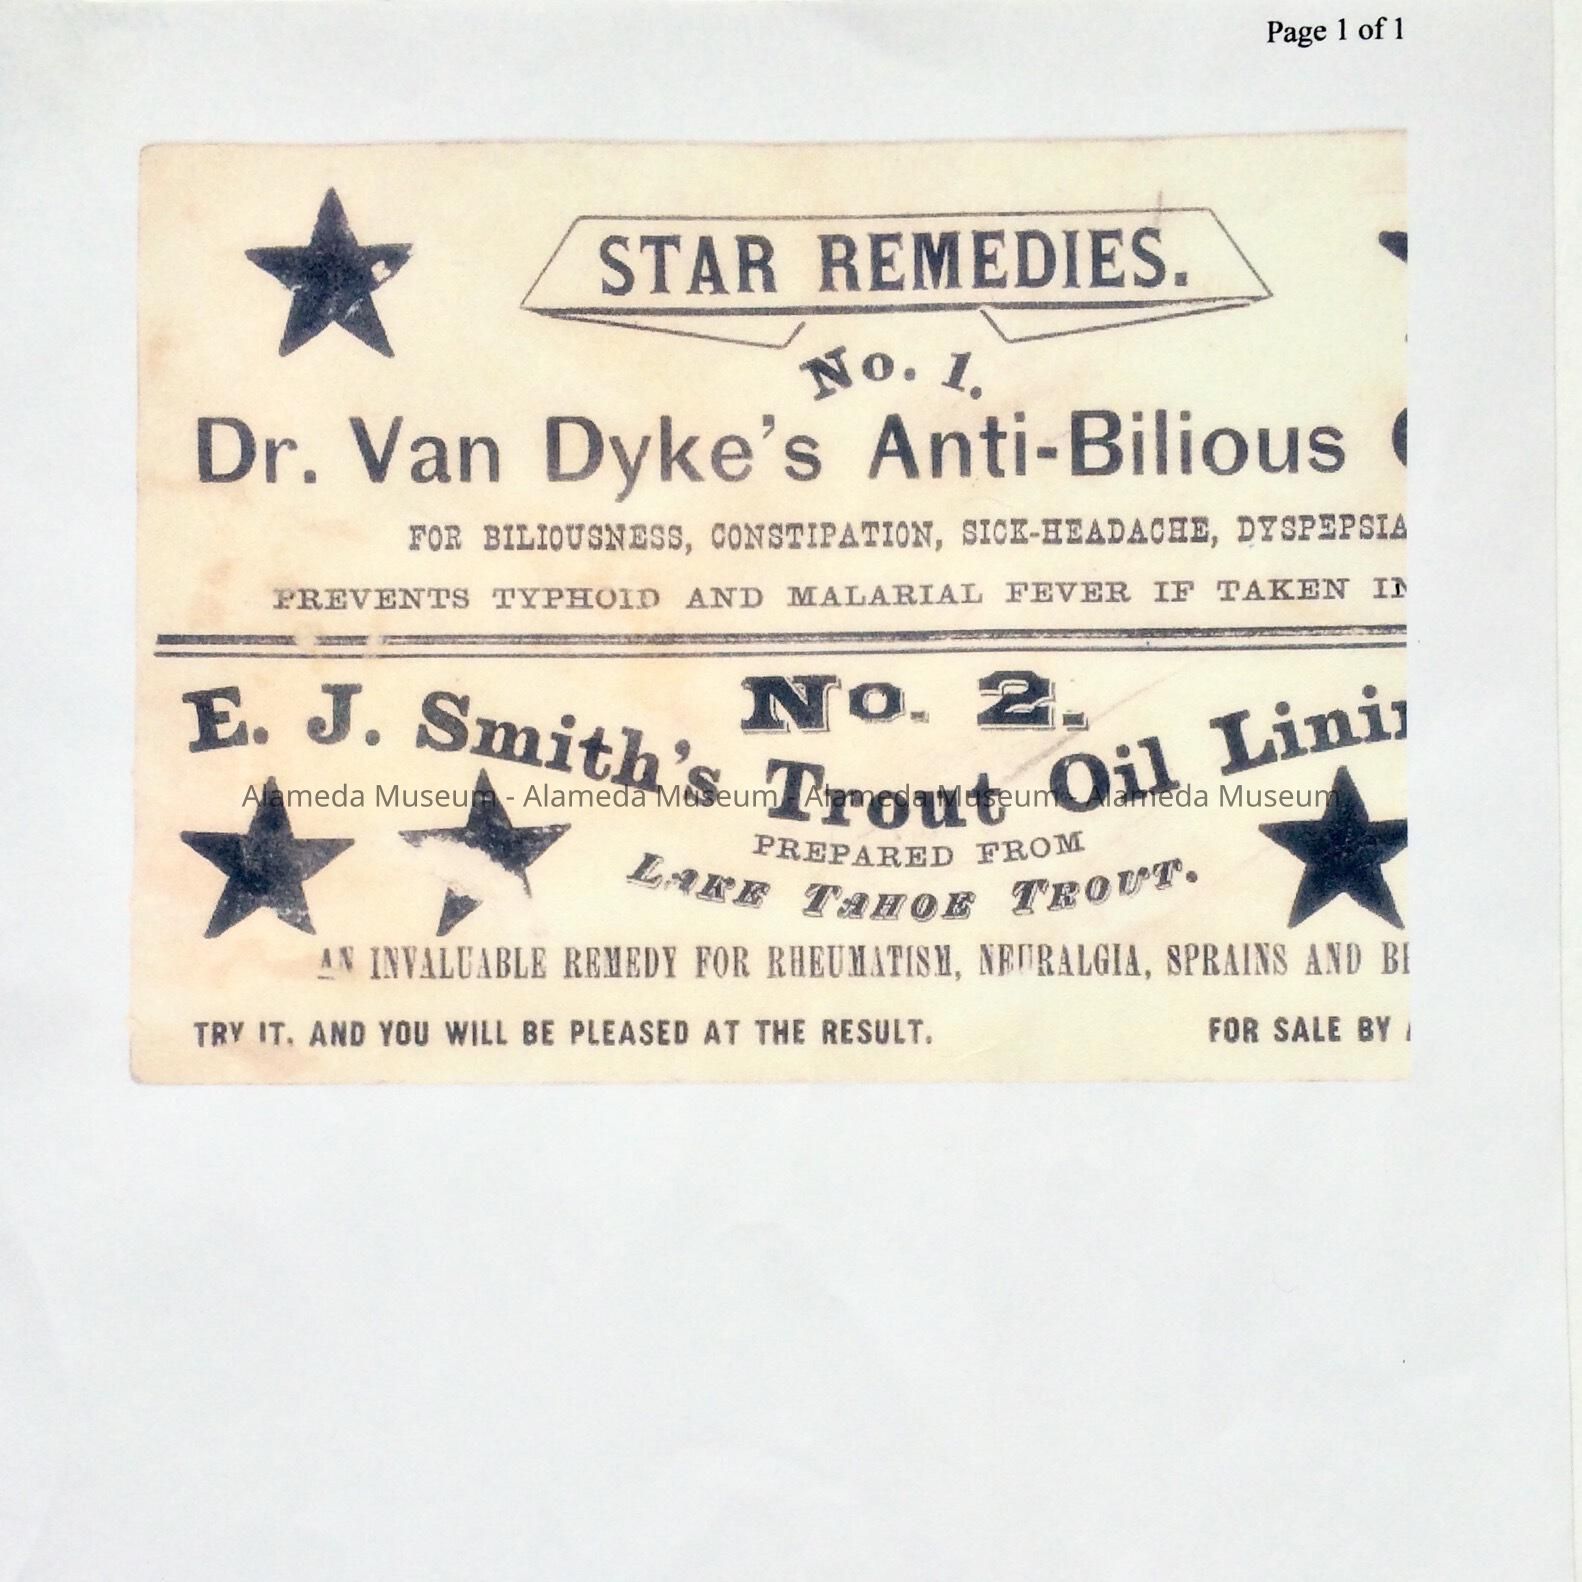 Page 1 of 1
STAR REMEDIES.
No. 1.
Dr. Van Dyke's Anti-Bilious
FOR BILIOUSNESS, CONSTIPATION, SICK-HEADACHE, DYSPEPSIA
PREVENTS TYPHOID AND MALARIAL FEVER IF TAKEN IN
No. 2.
E. J. Smith's Trout Oil Linin
Alameda Museum - Alameda Museum - Alameda Museum - Alameda Museum
PREPARED FROM
LAKE TAHOE TROUT.
AN INVALUABLE REMEDY FOR RHEUMATISM, NEURALGIA, SPRAINS AND
TRY IT, AND YOU WILL BE PLEASED AT THE RESULT. FOR SALE BY